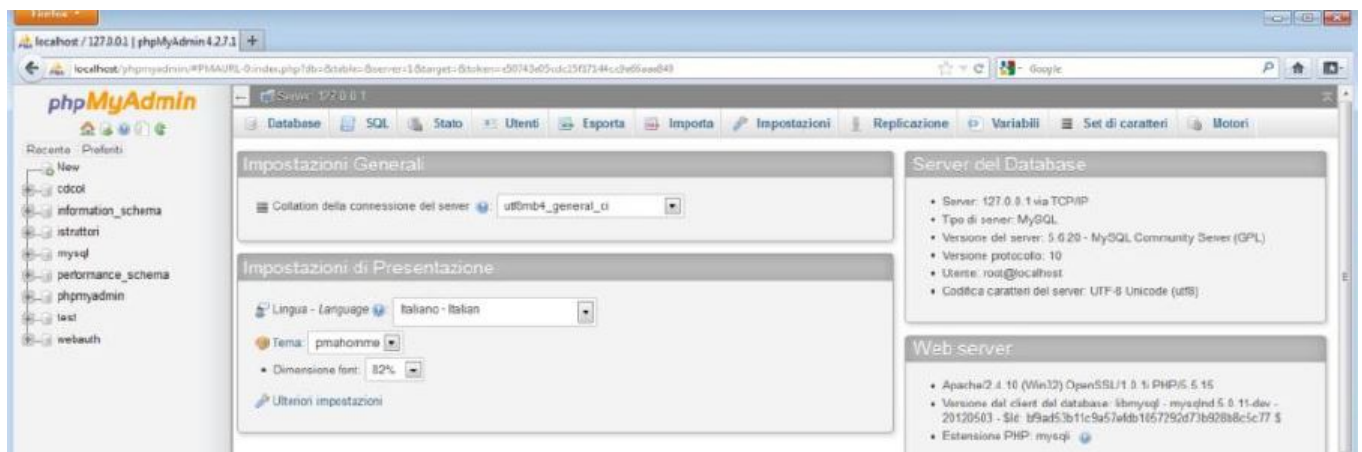 Firefox
localhost / 127.0.0.1 | phpMyAdmin 4.2.7.1
Google
phpMyAdmin
Recente Preferiti
New
cdcol
information_schema
istruttori
mysql
performance_schema
phpmyadmin
test
webauth
Server: 127.0.0.1
Database SQL Stato Utenti Esporta Importa Impostazioni Replicazione Variabili Set di caratteri Motori
Impostazioni Generali
Collation della connessione del server utf8mb4_general_ci
Impostazioni di Presentazione
Lingua - Language Italiano - Italian
Tema: pmahomme
Dimensione font: 82%
Ulteriori impostazioni
Server del Database
Server: 127.0.0.1 via TCP/IP
Tipo di server: MySQL
Versione del server: 5.6.20 - MySQL Community Server (GPL)
Versione protocollo: 10
Utente: root@localhost
Codifica caratteri del server: UTF-8 Unicode (utf8)
Web server
Apache/2.4.10 (Win32) OpenSSL/1.0.1i PHP/5.5.15
Versione del client del database: libmysql - mysqlnd 5.0.11-dev -
20120503 - $Id:
Estensione PHP: mysqli